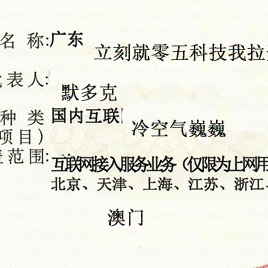 名 称:广东
立刻就零五科技我拉
代表人:
默多克
种 类 国内互联
项目)
冷空气巍巍
范围:
互联网接入服务业务(仅限为上网用
北京、天津、上海、江苏、浙江、
澳门